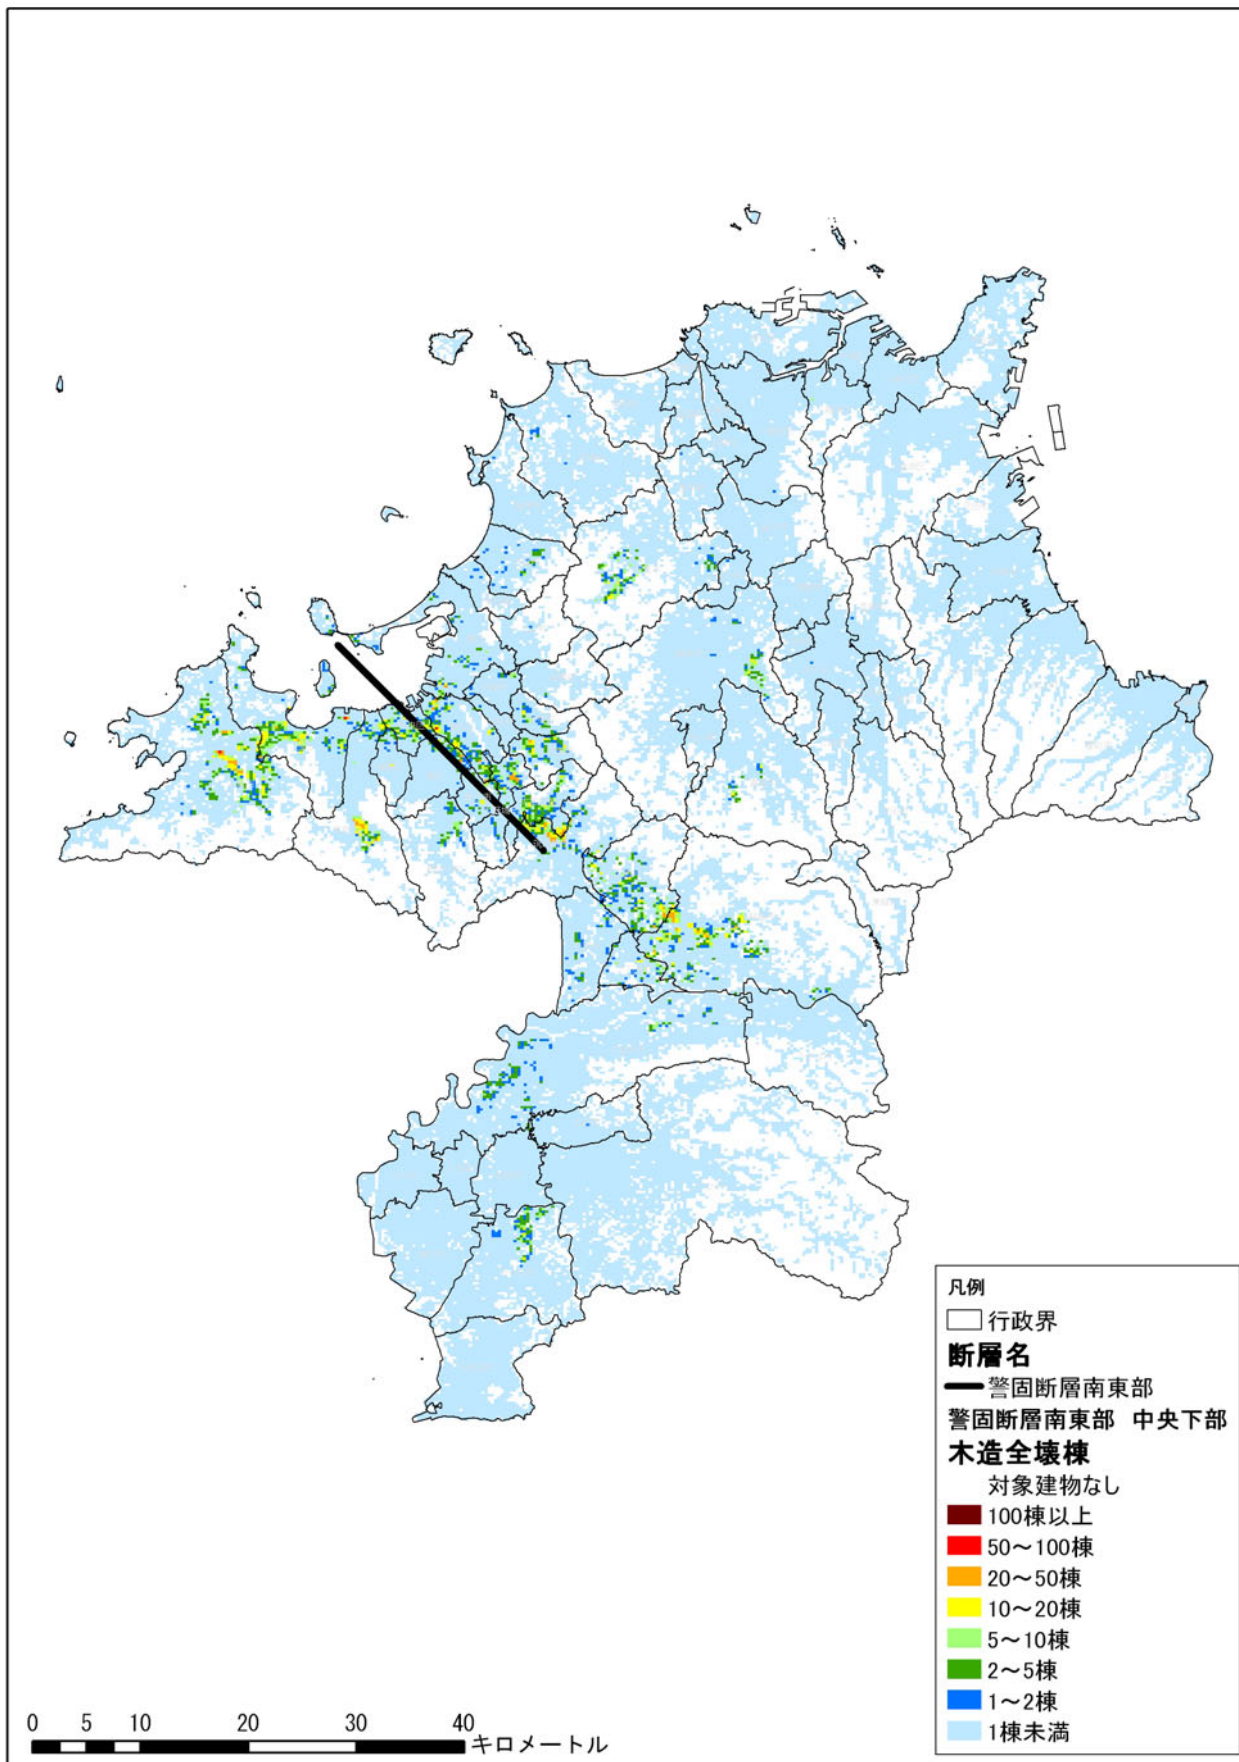 凡例
行政界
断層名
警固断層南東部
警固断層南東部 中央下部
木造全壊棟
対象建物なし
100棟以上
50～100棟
20～50棟
10～20棟
5～10棟
2～5棟
1～2棟
1棟未満
0 5 10 20 30 40
キロメートル